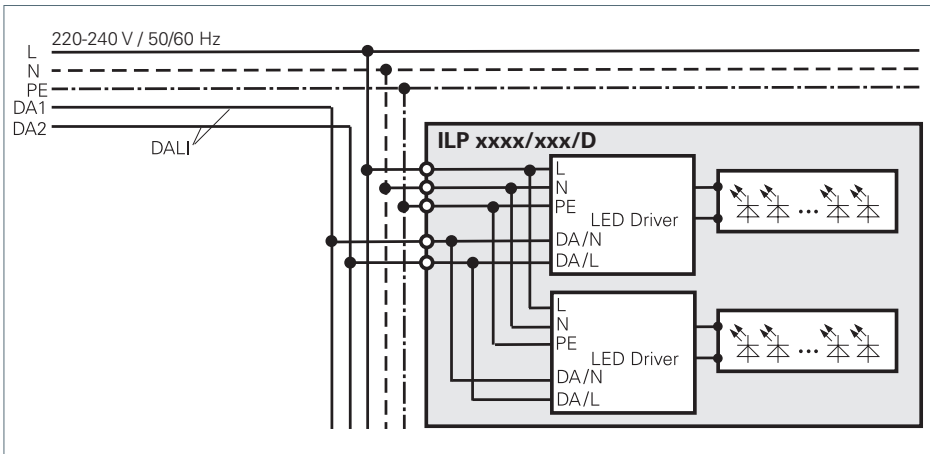 220-240 V / 50/60 Hz
L
N
PE
DA1
DA2
DALI
ILP xxxx/xxx/D
L
N
PE
LED Driver
DA/N
DA/L
L
N
PE
LED Driver
DA/N
DA/L